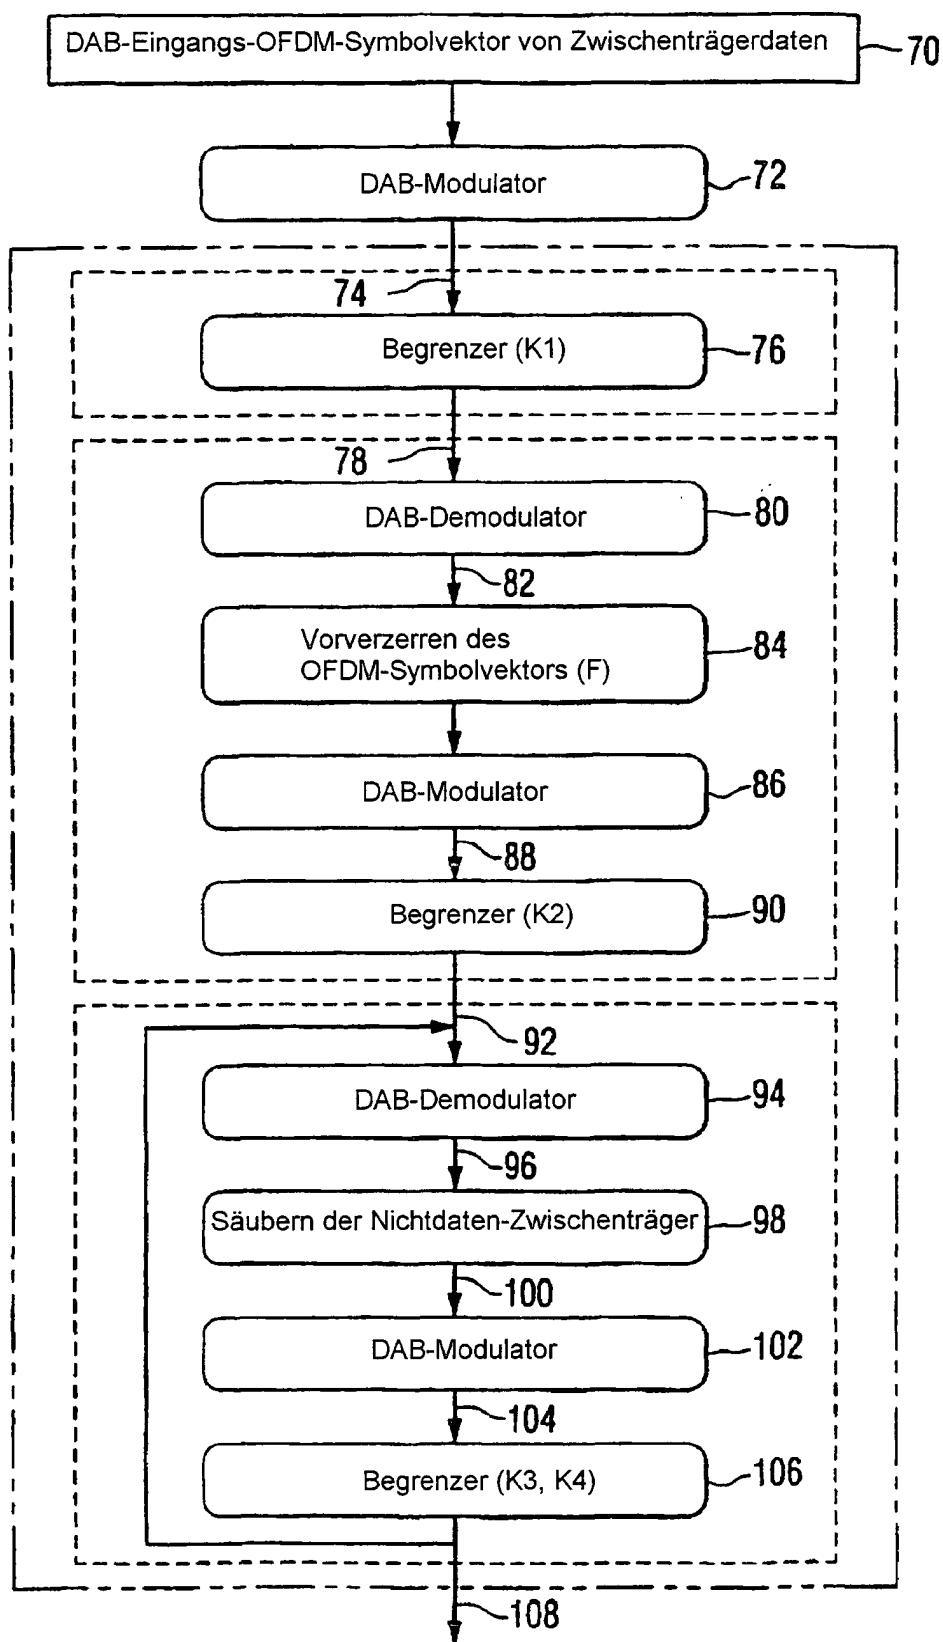 DAB-Eingangs-OFDM-Symbolvektor von Zwischenträgerdaten
70
DAB-Modulator
72
74
Begrenzer (K1)
76
78
DAB-Demodulator
80
82
Vorverzerren des
OFDM-Symbolvektors (F)
84
DAB-Modulator
86
88
Begrenzer (K2)
90
92
DAB-Demodulator
94
96
Säubern der Nichtdaten-Zwischenträger
98
100
DAB-Modulator
102
104
Begrenzer (K3, K4)
106
108